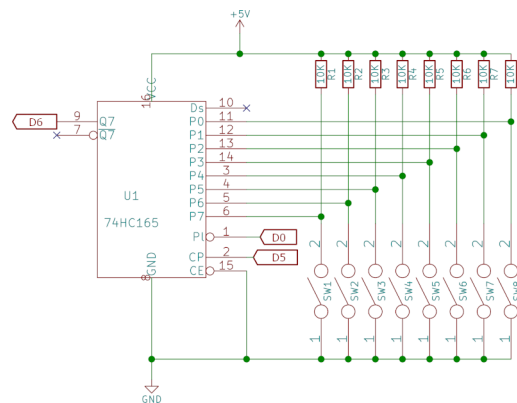 +5V
10K R1
10K R2
10K R3
10K R4
10K R5
10K R6
10K R7
10K
16 VCC
Ds 10
D6 9 Q7
P0 11
7 Q7
P1 12
P2 13
P3 14
P4 3
U1
P5 4
P6 5
74HC165
P7 6
Pl 1 D0
CP 2 D5
CE 15
8 GND
2 2 2 2 2 2 2 2
SW1 SW2 SW3 SW4 SW5 SW6 SW7 SW8
1 1 1 1 1 1 1 1
GND